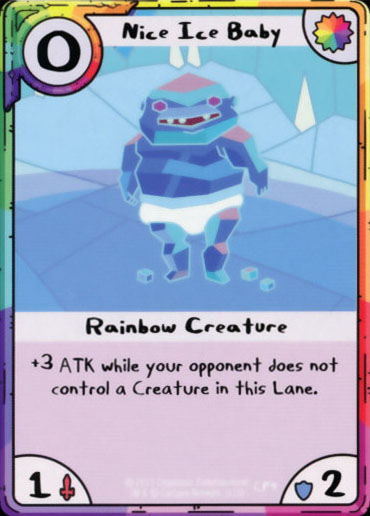 0
Nice Ice Baby
Rainbow Creature
+3 ATK while your opponent does not
control a Creature in this Lane.
1
2